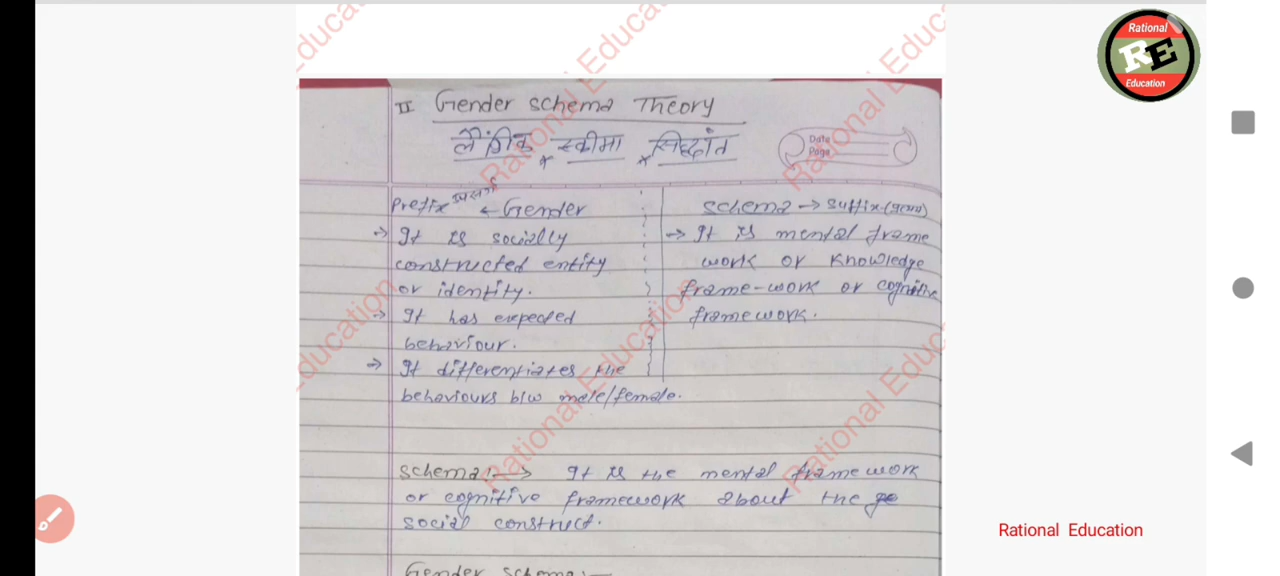 Rational
RE
Education
II Gender schema Theory
लैंगिक स्कीमा सिद्धांत
Date
Page
Prefix उपसर्ग ← Gender
→ It is socially
constructed entity
or identity.
→ It has expected
behaviour.
→ It differentiates the
behaviours b/w male/female.
schema → suffix
→ It is mental frame
work or knowledge
frame-work or cognitive
framework.
schema: → It is the mental framework
or cognitive framework about the
social construct.
Gender schema:-
Rational Education